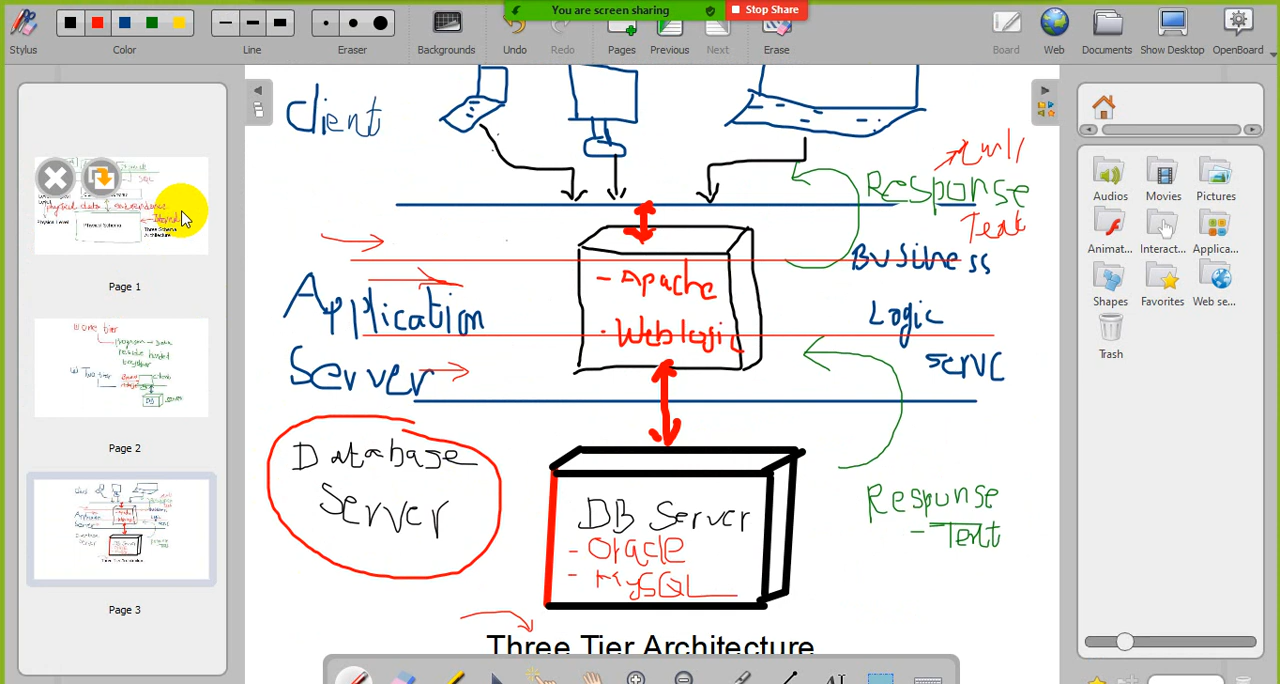 You are screen sharing
Stop Share
Stylus
Color
Line
Eraser
Backgrounds
Undo
Redo
Pages
Previous
Next
Erase
Board
Web
Documents
Show Desktop
OpenBoard
Page 1
Page 2
Page 3
Client
Response
Text
- Apache
Business
Application
· Weblogic
Logic
Server
Database
Server
DB Server
- Oracle
- MySQL
Response
- Text
Three Tier Architecture
Audios
Movies
Pictures
Animat...
Interact...
Applica...
Shapes
Favorites
Web se...
Trash